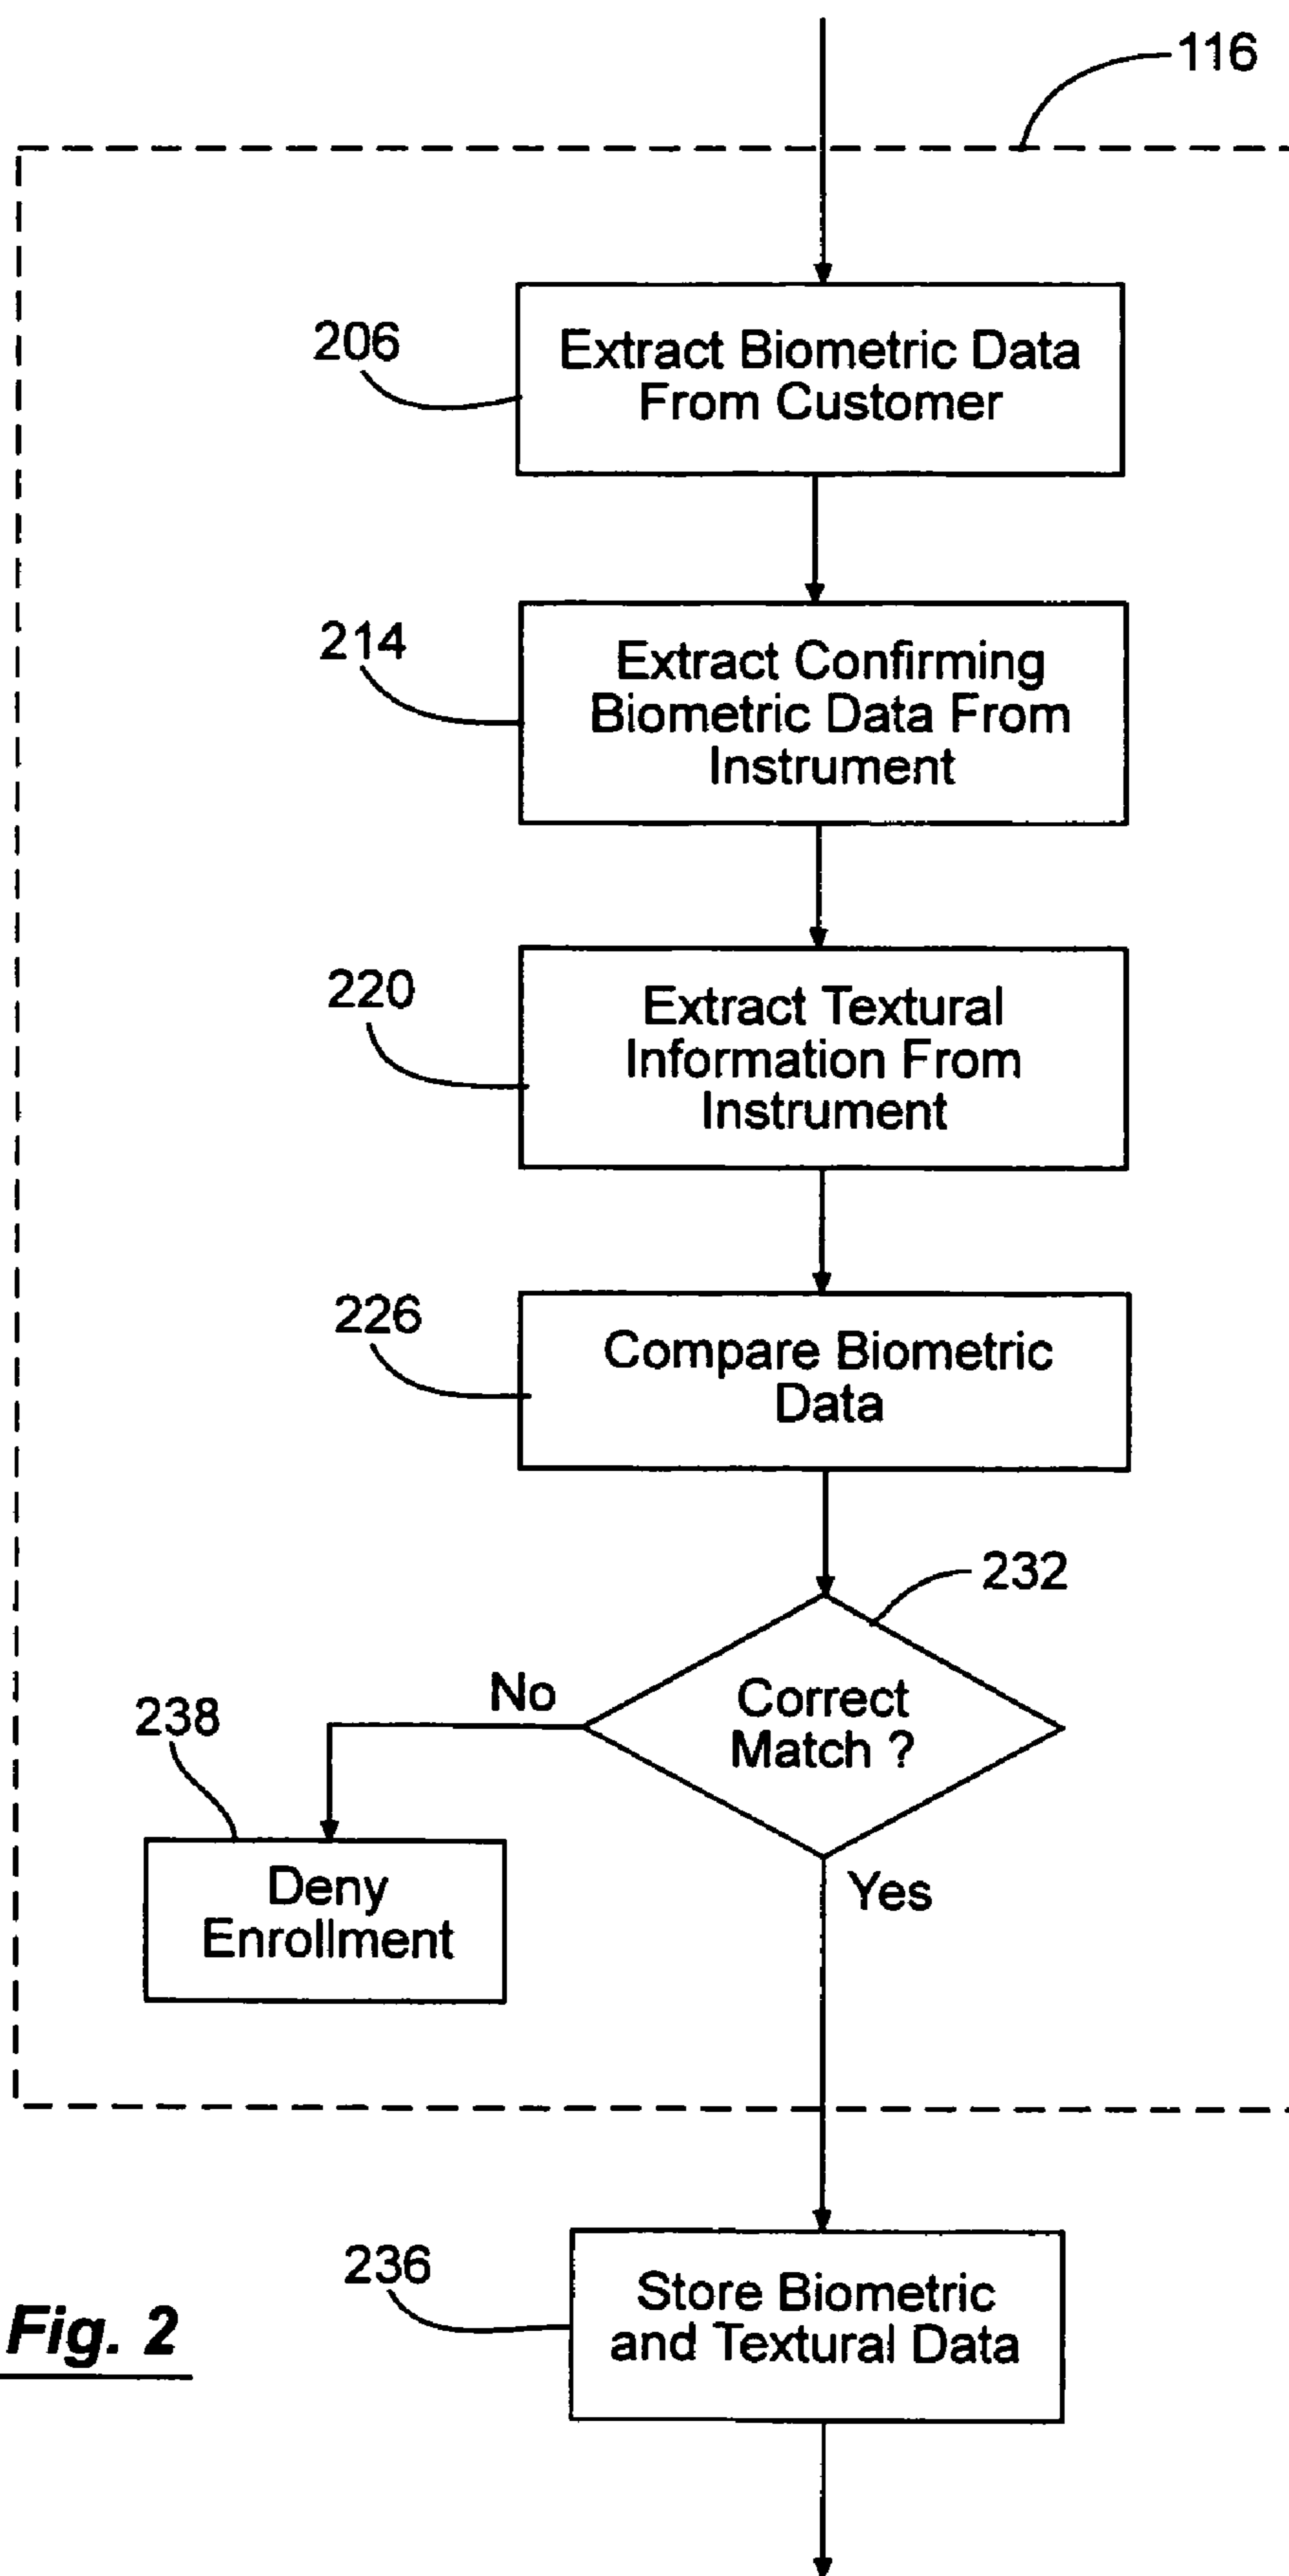 116
206
Extract Biometric Data
From Customer
214
Extract Confirming
Biometric Data From
Instrument
220
Extract Textural
Information From
Instrument
226
Compare Biometric
Data
232
Correct
Match ?
No
238
Deny
Enrollment
Yes
236
Store Biometric
and Textural Data
Fig. 2